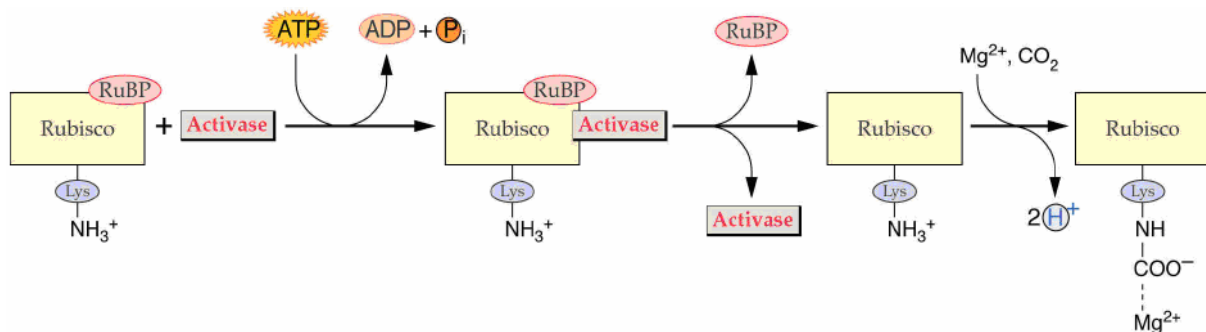 ATP
ADP + Pi
RuBP
Rubisco
Lys
NH₃⁺
+
Activase
RuBP
Rubisco
Activase
Lys
NH₃⁺
RuBP
Activase
Rubisco
Lys
NH₃⁺
Mg²⁺, CO₂
2H⁺
Rubisco
Lys
NH
COO⁻
Mg²⁺